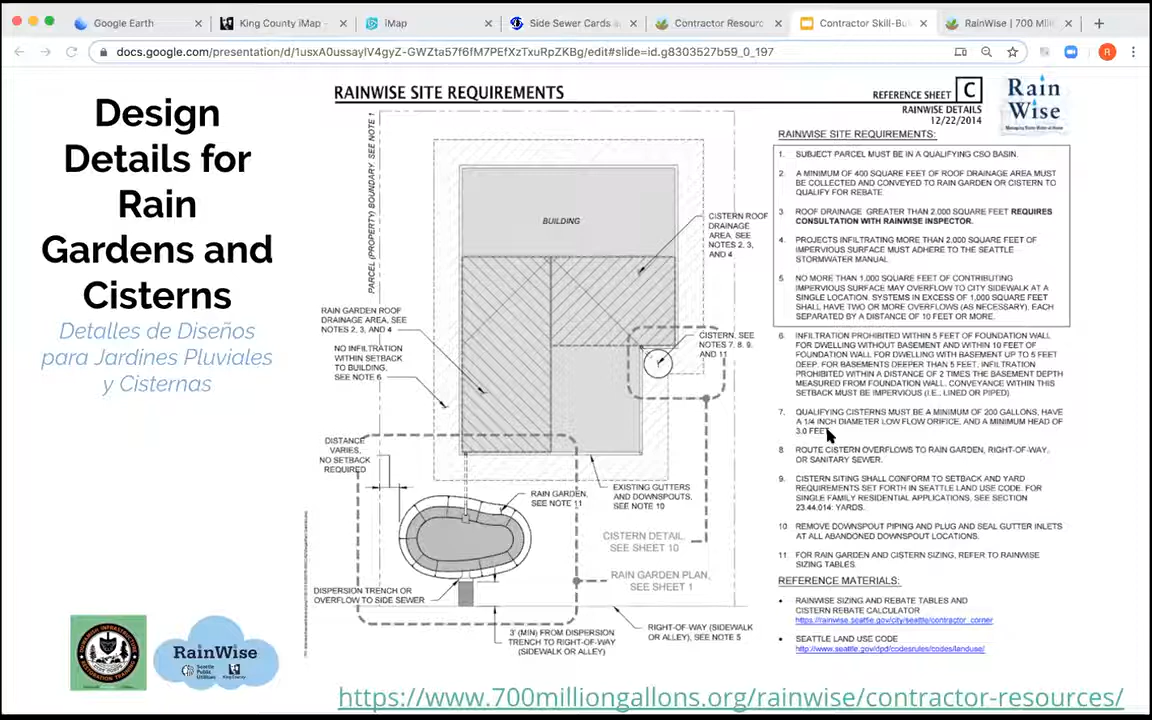 Google Earth
King County iMap -
iMap
Side Sewer Cards a
Contractor Resourc
Contractor Skill-Bui
RainWise | 700 Milli
docs.google.com/presentation/d/1usxA0ussayIV4gyZ-GWZta57f6fM7PEfXzTxuRpZKBg/edit#slide=id.g8303527b59_0_197
R
Design
Details for
Rain
Gardens and
Cisterns
Detalles de Diseños
para Jardines Pluviales
y Cisternas
RainWise
Seattle
Public
Utilities
King County
RAINWISE SITE REQUIREMENTS
REFERENCE SHEET C
RAINWISE DETAILS
12/22/2014
Rain
Wise
Managing Storm Water at Home
PARCEL (PROPERTY) BOUNDARY. SEE NOTE 1
BUILDING
CISTERN ROOF
DRAINAGE
AREA, SEE
NOTES 2, 3,
AND 4
RAIN GARDEN ROOF
DRAINAGE AREA, SEE
NOTES 2, 3, AND 4
NO INFILTRATION
WITHIN SETBACK
TO BUILDING,
SEE NOTE 6
CISTERN, SEE
NOTES 7, 8, 9,
AND 11
DISTANCE
VARIES,
NO SETBACK
REQUIRED
RAIN GARDEN,
SEE NOTE 11
EXISTING GUTTERS
AND DOWNSPOUTS.
SEE NOTE 10
CISTERN DETAIL,
SEE SHEET 10
RAIN GARDEN PLAN,
SEE SHEET 1
DISPERSION TRENCH OR
OVERFLOW TO SIDE SEWER
3' (MIN) FROM DISPERSION
TRENCH TO RIGHT-OF-WAY
(SIDEWALK OR ALLEY)
RIGHT-OF-WAY (SIDEWALK
OR ALLEY), SEE NOTE 5
RAINWISE SITE REQUIREMENTS:
1. SUBJECT PARCEL MUST BE IN A QUALIFYING CSO BASIN.
2. A MINIMUM OF 400 SQUARE FEET OF ROOF DRAINAGE AREA MUST
BE COLLECTED AND CONVEYED TO RAIN GARDEN OR CISTERN TO
QUALIFY FOR REBATE.
3. ROOF DRAINAGE GREATER THAN 2,000 SQUARE FEET REQUIRES
CONSULTATION WITH RAINWISE INSPECTOR.
4. PROJECTS INFILTRATING MORE THAN 2,000 SQUARE FEET OF
IMPERVIOUS SURFACE MUST ADHERE TO THE SEATTLE
STORMWATER MANUAL.
5 NO MORE THAN 1,000 SQUARE FEET OF CONTRIBUTING
IMPERVIOUS SURFACE MAY OVERFLOW TO CITY SIDEWALK AT A
SINGLE LOCATION. SYSTEMS IN EXCESS OF 1,000 SQUARE FEET
SHALL HAVE TWO OR MORE OVERFLOWS (AS NECESSARY), EACH
SEPARATED BY A DISTANCE OF 10 FEET OR MORE.
6. INFILTRATION PROHIBITED WITHIN 5 FEET OF FOUNDATION WALL
FOR DWELLING WITHOUT BASEMENT AND WITHIN 10 FEET OF
FOUNDATION WALL FOR DWELLING WITH BASEMENT UP TO 5 FEET
DEEP. FOR BASEMENTS DEEPER THAN 5 FEET, INFILTRATION
PROHIBITED WITHIN A DISTANCE OF 2 TIMES THE BASEMENT DEPTH
MEASURED FROM FOUNDATION WALL. CONVEYANCE WITHIN THIS
SETBACK MUST BE IMPERVIOUS (I.E., LINED OR PIPED).
7. QUALIFYING CISTERNS MUST BE A MINIMUM OF 200 GALLONS, HAVE
A 1/4 INCH DIAMETER LOW FLOW ORIFICE, AND A MINIMUM HEAD OF
3.0 FEET.
8 ROUTE CISTERN OVERFLOWS TO RAIN GARDEN, RIGHT-OF-WAY,
OR SANITARY SEWER.
9. CISTERN SITING SHALL CONFORM TO SETBACK AND YARD
REQUIREMENTS SET FORTH IN SEATTLE LAND USE CODE. FOR
SINGLE FAMILY RESIDENTIAL APPLICATIONS, SEE SECTION
23.44.014: YARDS.
10 REMOVE DOWNSPOUT PIPING AND PLUG AND SEAL GUTTER INLETS
AT ALL ABANDONED DOWNSPOUT LOCATIONS.
11 FOR RAIN GARDEN AND CISTERN SIZING, REFER TO RAINWISE
SIZING TABLES.
REFERENCE MATERIALS:
• RAINWISE SIZING AND REBATE TABLES AND
CISTERN REBATE CALCULATOR
https://rainwise.seattle.gov/city/seattle/contractor_corner
• SEATTLE LAND USE CODE
http://www.seattle.gov/dpd/codesrules/codes/landuse/
https://www.700milliongallons.org/rainwise/contractor-resources/